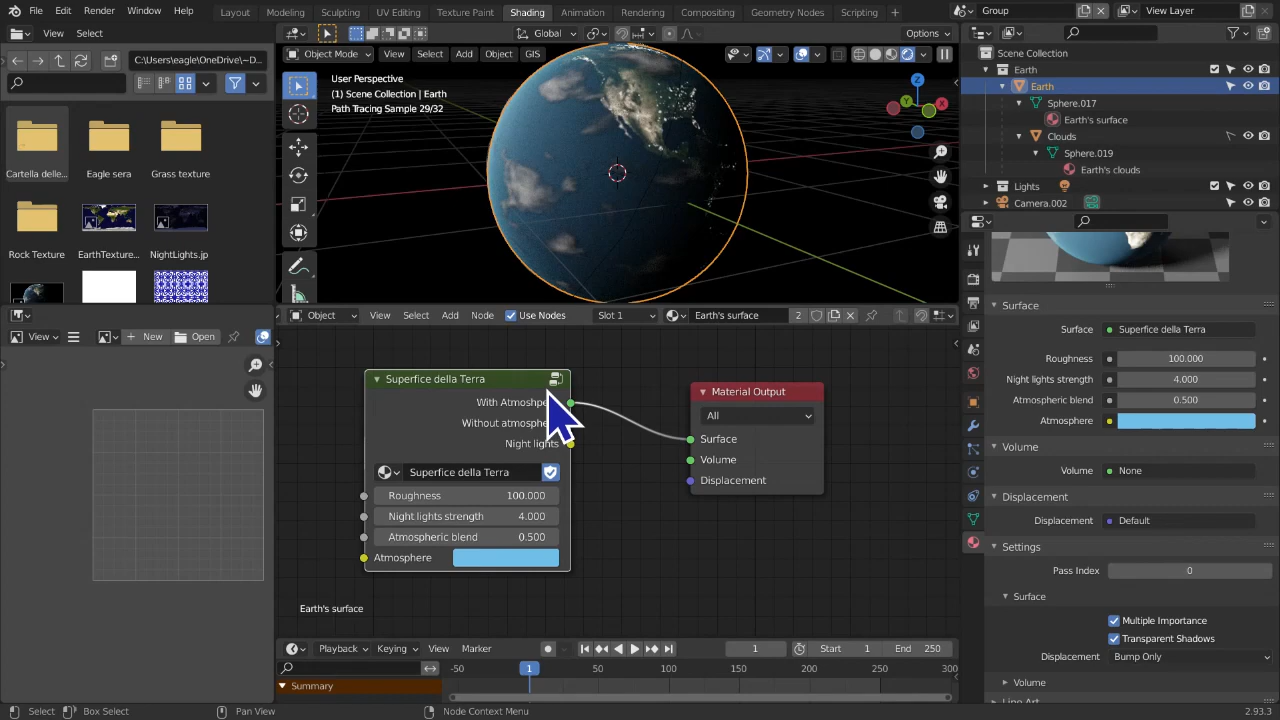 File Edit Render Window Help Layout Modeling Sculpting UV Editing Texture Paint Shading Animation Rendering Compositing Geometry Nodes Scripting + Group View Layer
View Select
C:\Users\eagle\OneDrive\~D...
Cartella delle...
Eagle sera
Grass texture
Rock Texture
EarthTexture...
NightLights.jp
Global
Options
Object Mode View Select Add Object GIS
User Perspective
(1) Scene Collection | Earth
Path Tracing Sample 29/32
Z
Y
X
Scene Collection
Earth
Earth
Sphere.017
Earth's surface
Clouds
Sphere.019
Earth's clouds
Lights
Camera.002
View New Open
Object View Select Add Node Use Nodes Slot 1 Earth's surface 2
Superfice della Terra
With Atmoshpe
Without atmosphe
Night lights
Superfice della Terra
Roughness 100.000
Night lights strength 4.000
Atmospheric blend 0.500
Atmosphere
Material Output
All
Surface
Volume
Displacement
Earth's surface
Surface
Surface Superfice della Terra
Roughness 100.000
Night lights strength 4.000
Atmospheric blend 0.500
Atmosphere
Volume
Volume None
Displacement
Displacement Default
Settings
Pass Index 0
Surface
Multiple Importance
Transparent Shadows
Displacement Bump Only
Volume
Line Art
Playback Keying View Marker 1 Start 1 End 250
-50 1 50 100 150 200 250 300
Summary
Select Box Select Pan View Node Context Menu 2.93.3